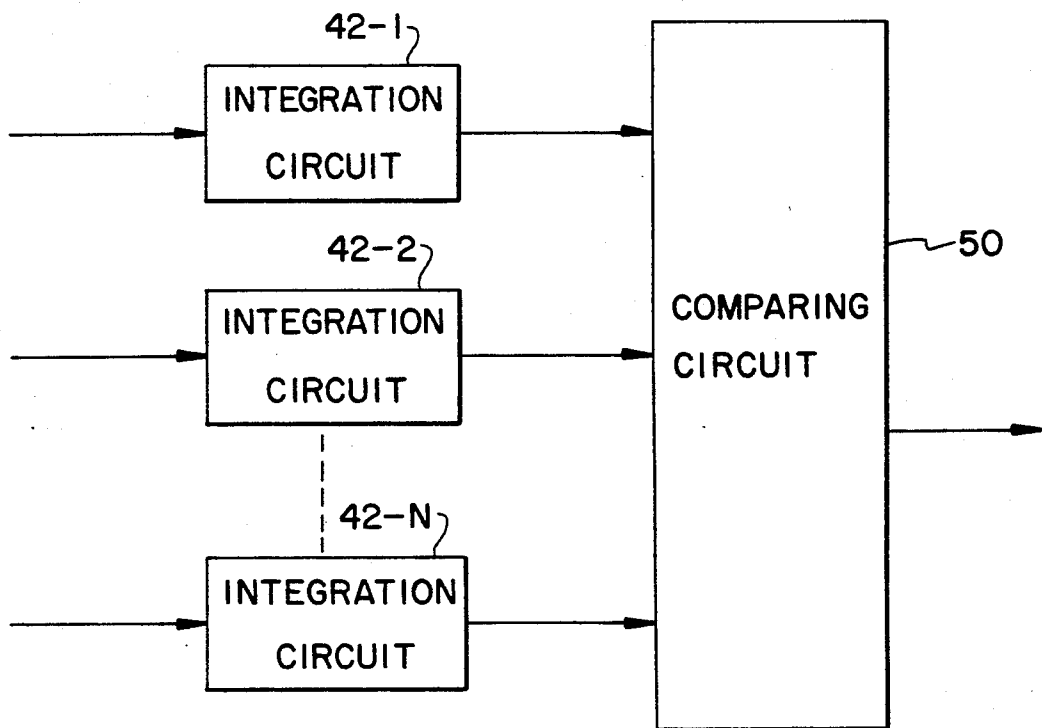 42-1
INTEGRATION
CIRCUIT
42-2
INTEGRATION
CIRCUIT
42-N
INTEGRATION
CIRCUIT
COMPARING
CIRCUIT
50